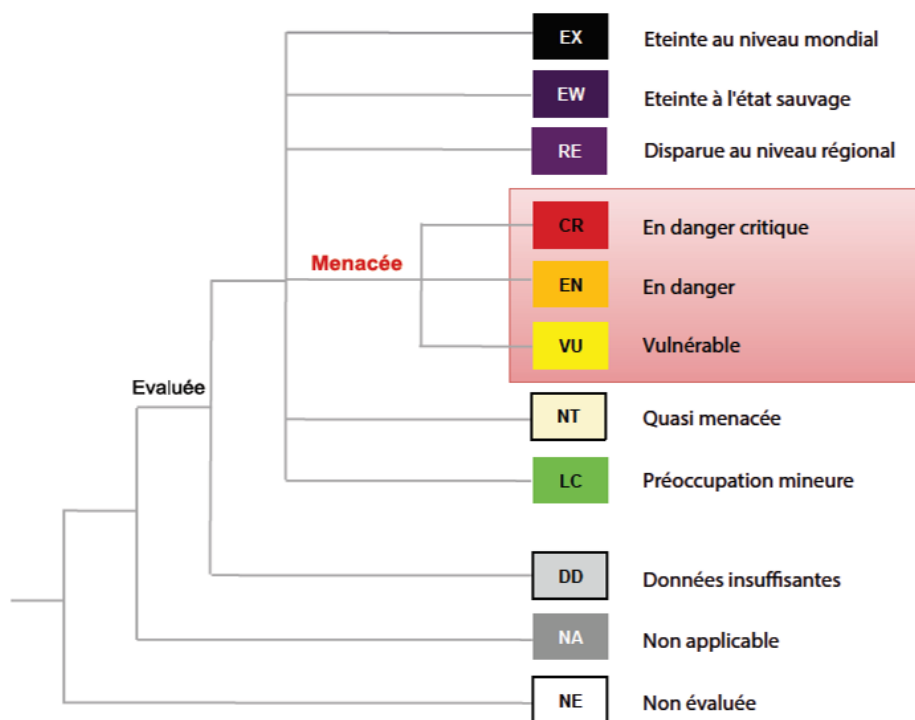 EX Eteinte au niveau mondial
EW Eteinte à l'état sauvage
RE Disparue au niveau régional
CR En danger critique
Menacée
EN En danger
VU Vulnérable
Evaluée
NT Quasi menacée
LC Préoccupation mineure
DD Données insuffisantes
NA Non applicable
NE Non évaluée